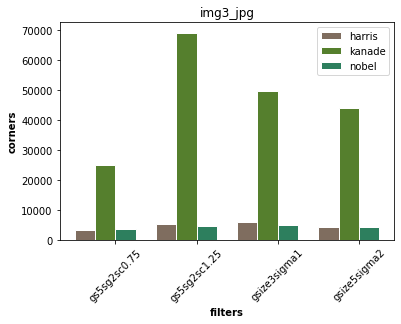 img3_jpg
harris
kanade
nobel
70000
60000
50000
40000
30000
20000
10000
0
corners
gs5sg2sc0.75
gs5sg2sc1.25
gsize3sigma1
gsize5sigma2
filters